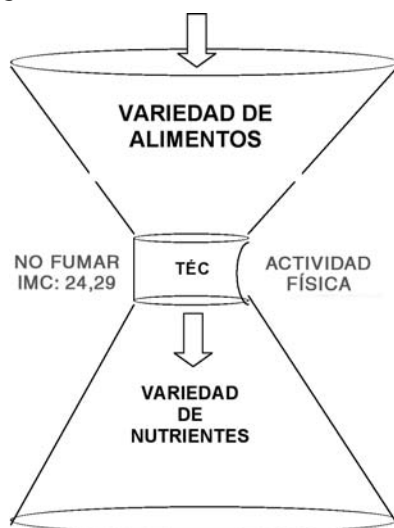 VARIEDAD DE
ALIMENTOS
NO FUMAR
IMC: 24,29
TÉC
ACTIVIDAD
FÍSICA
VARIEDAD
DE
NUTRIENTES